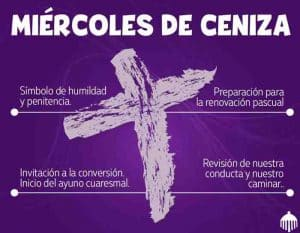 MIÉRCOLES DE CENIZA
Símbolo de humildad
y penitencia.
Preparación para
la renovación pascual
Invitación a la conversión.
Inicio del ayuno cuaresmal.
Revisión de nuestra
conducta y nuestro
caminar..